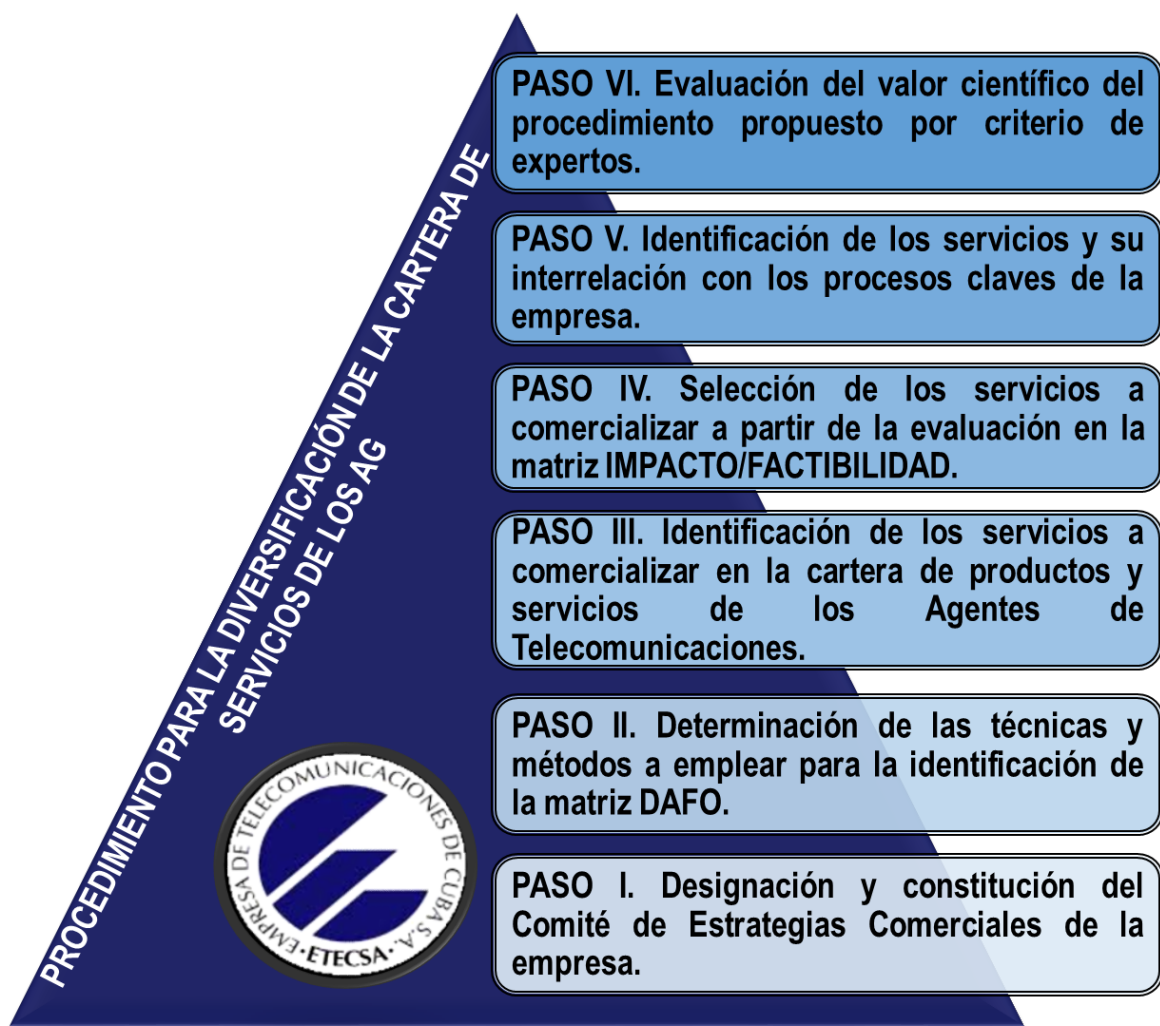 PROCEDIMIENTO PARA LA DIVERSIFICACIÓN DE LA CARTERA DE
SERVICIOS DE LOS AG
PASO VI. Evaluación del valor científico del
procedimiento propuesto por criterio de
expertos.
PASO V. Identificación de los servicios y su
interrelación con los procesos claves de la
empresa.
PASO IV. Selección de los servicios a
comercializar a partir de la evaluación en la
matriz IMPACTO/FACTIBILIDAD.
PASO III. Identificación de los servicios a
comercializar en la cartera de productos y
servicios de los Agentes de
Telecomunicaciones.
PASO II. Determinación de las técnicas y
métodos a emplear para la identificación de
la matriz DAFO.
PASO I. Designación y constitución del
Comité de Estrategias Comerciales de la
empresa.
EMPRESA DE TELECOMUNICACIONES DE CUBA S.A.
·ETECSA·